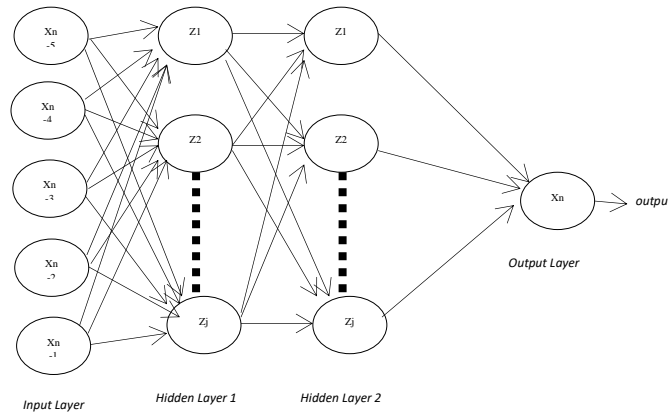 Xn
-5
Z1
Z1
Xn
-4
Z2
Z2
Xn
-3
Xn
outpu
Xn
-2
Output Layer
Xn
-1
Zj
Zj
Input Layer
Hidden Layer 1
Hidden Layer 2